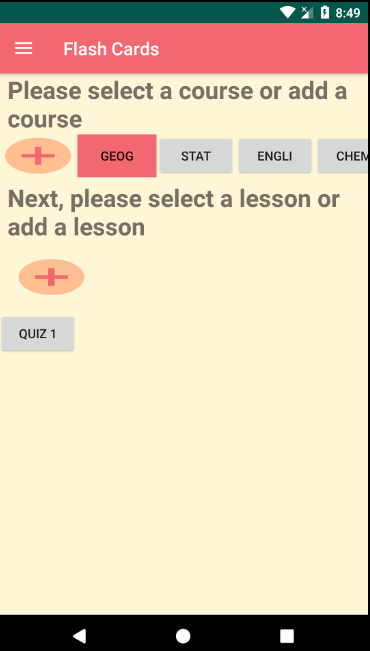 8:49
Flash Cards
Please select a course or add a
course
GEOG STAT ENGLI CHEM
Next, please select a lesson or
add a lesson
QUIZ 1